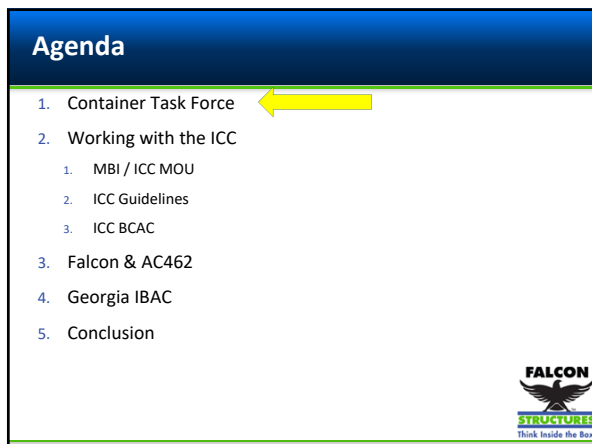 Agenda
1. Container Task Force
2. Working with the ICC
1. MBI / ICC MOU
2. ICC Guidelines
3. ICC BCAC
3. Falcon & AC462
4. Georgia IBAC
5. Conclusion
FALCON
STRUCTURES
Think Inside the Box